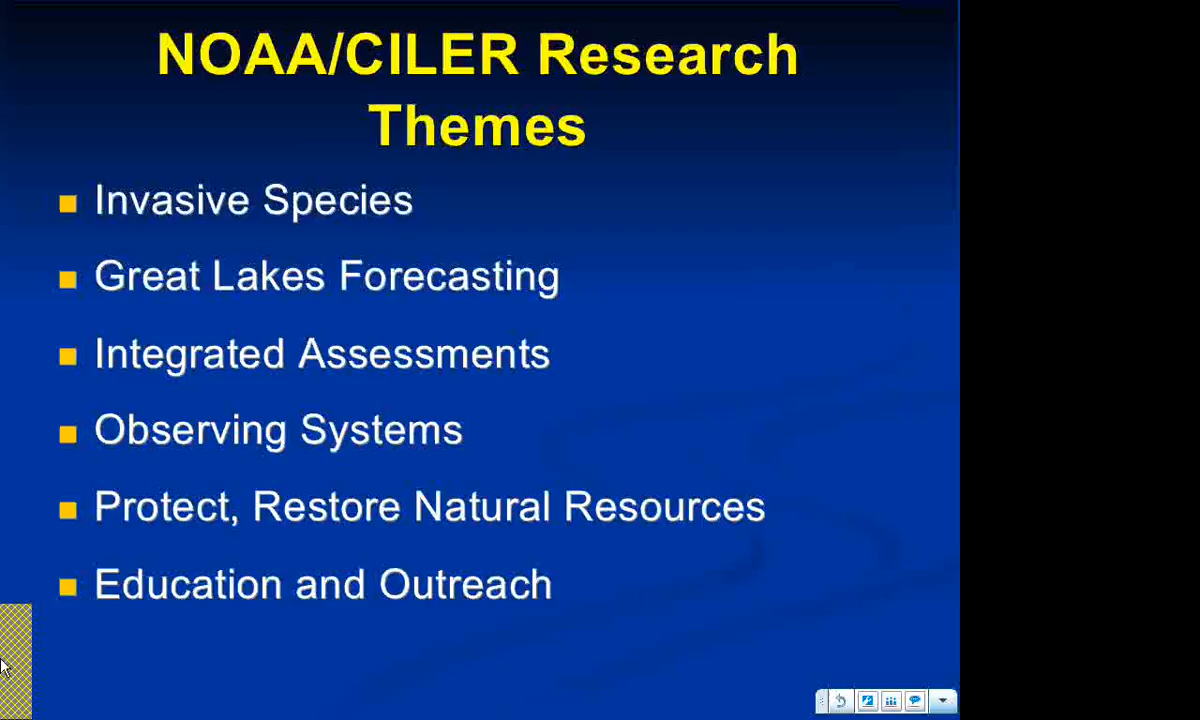 NOAA/CILER Research
Themes
Invasive Species
Great Lakes Forecasting
Integrated Assessments
Observing Systems
Protect, Restore Natural Resources
Education and Outreach